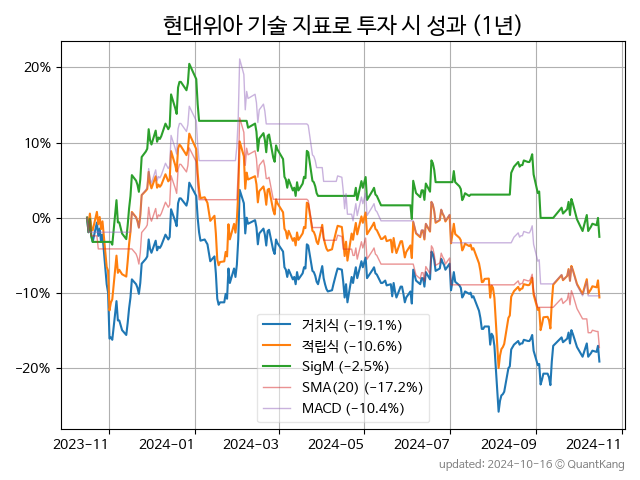 현대위아 기술 지표로 투자 시 성과 (1년)
20%
10%
0%
−10%
−20%
거치식 (−19.1%)
적립식 (−10.6%)
SigM (−2.5%)
SMA(20) (−17.2%)
MACD (−10.4%)
2023−11
2024−01
2024−03
2024−05
2024−07
2024−09
2024−11
updated: 2024-10-16 © QuantKang